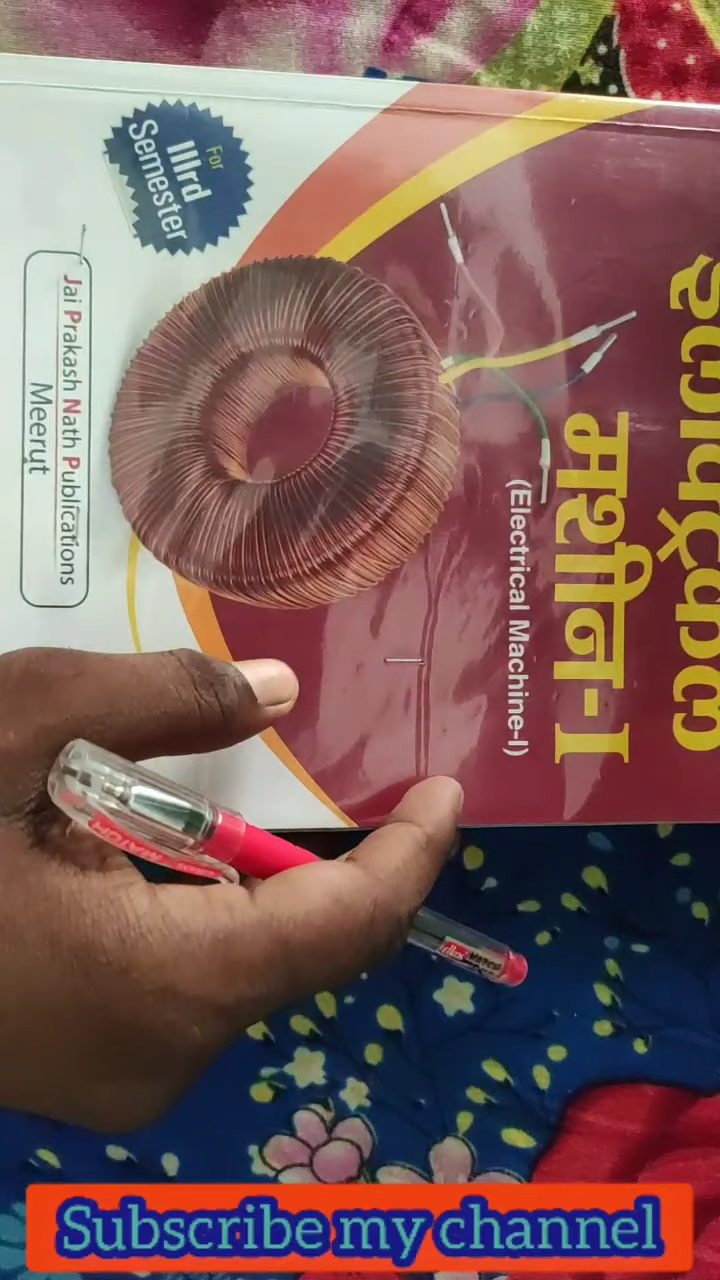 इलेक्ट्रिकल
मशीन-I
(Electrical Machine-I)
For
IIIrd
Semester
Jai Prakash Nath Publications
Meerut
Subscribe my channel